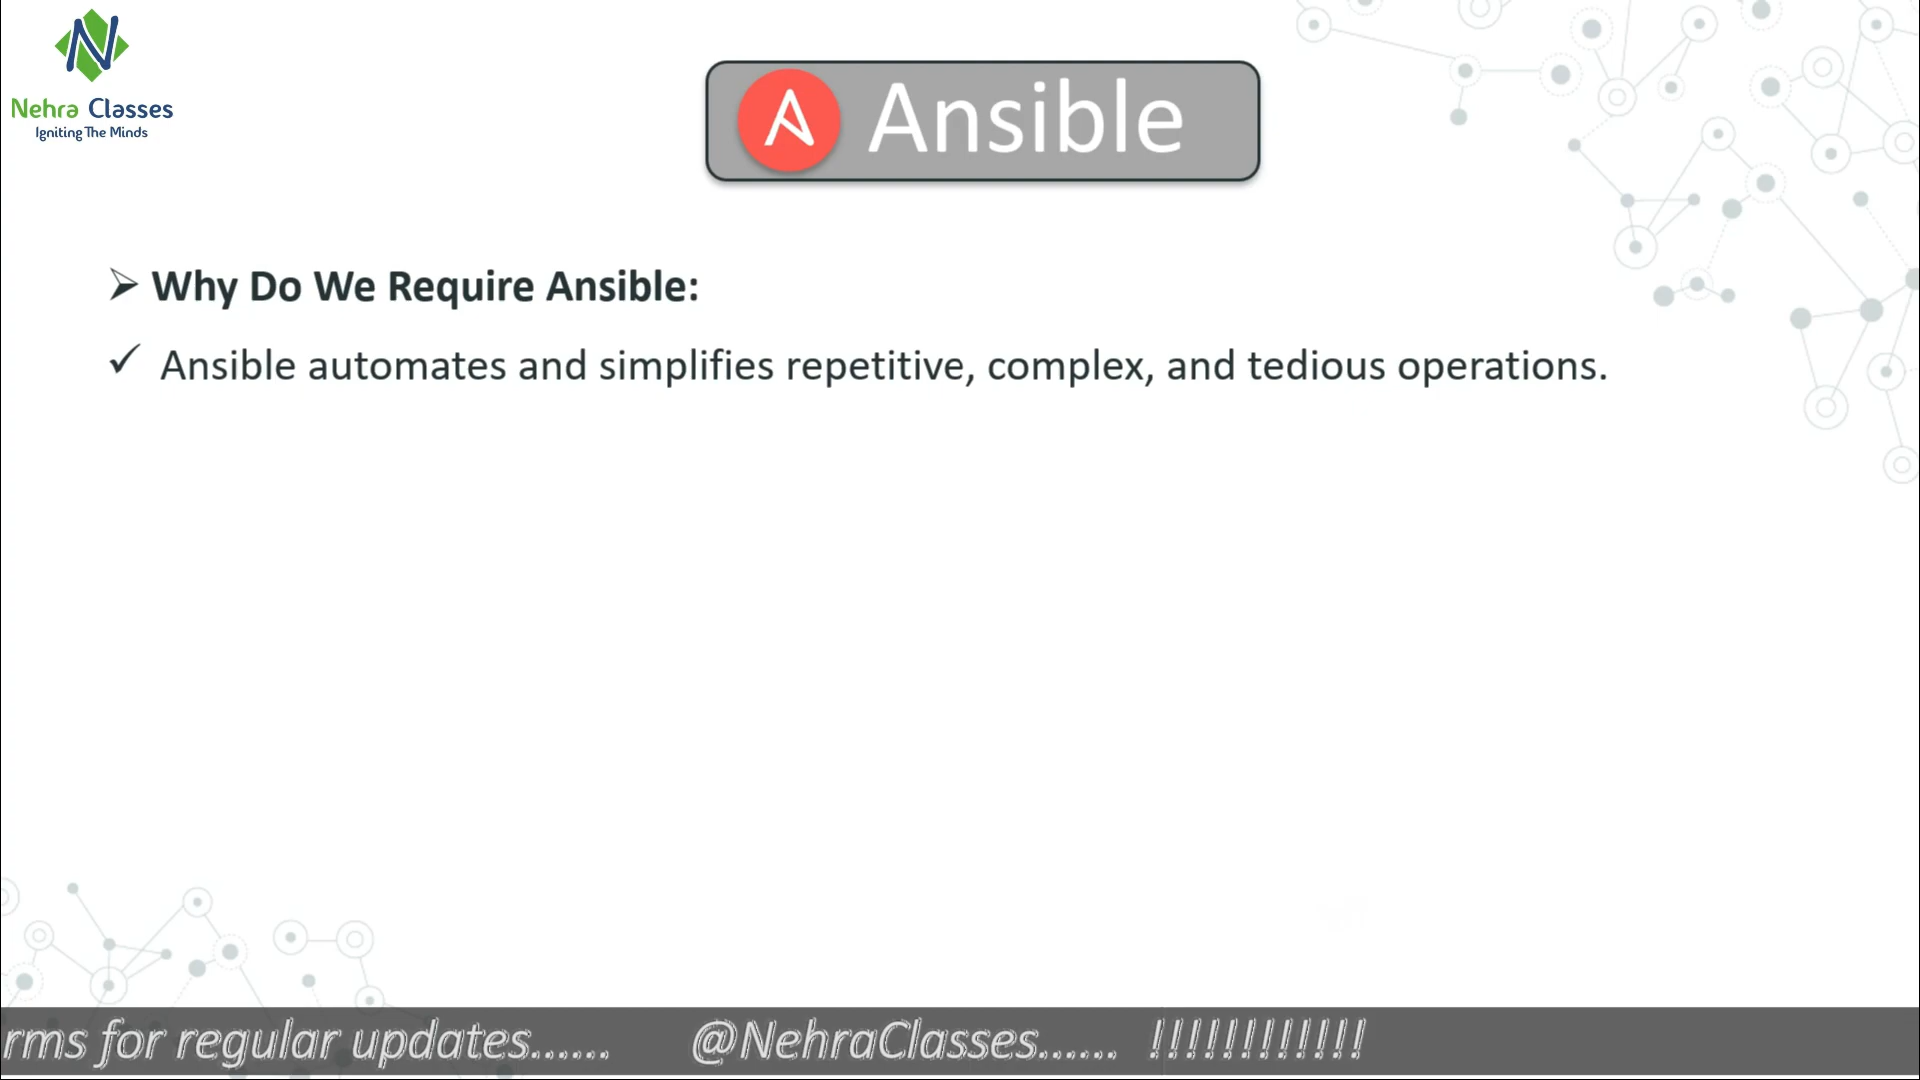 Nehra Classes
Igniting The Minds
Ansible
Why Do We Require Ansible:
Ansible automates and simplifies repetitive, complex, and tedious operations.
rms for regular updates...... @NehraClasses...... !!!!!!!!!!!!!